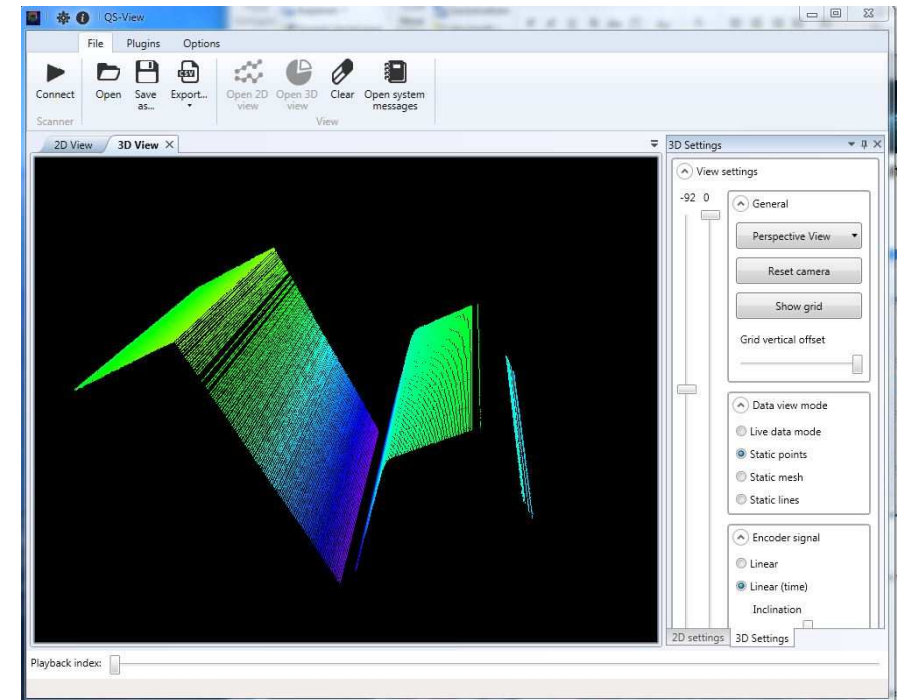 QS-View
File Plugins Options
Connect Open Save as... Export... Open 2D view Open 3D view Clear Open system messages
CSV
Scanner View
2D View 3D View
3D Settings
View settings
-92 0
General
Perspective View
Reset camera
Show grid
Grid vertical offset
Data view mode
Live data mode
Static points
Static mesh
Static lines
Encoder signal
Linear
Linear (time)
Inclination
2D settings 3D Settings
Playback index: